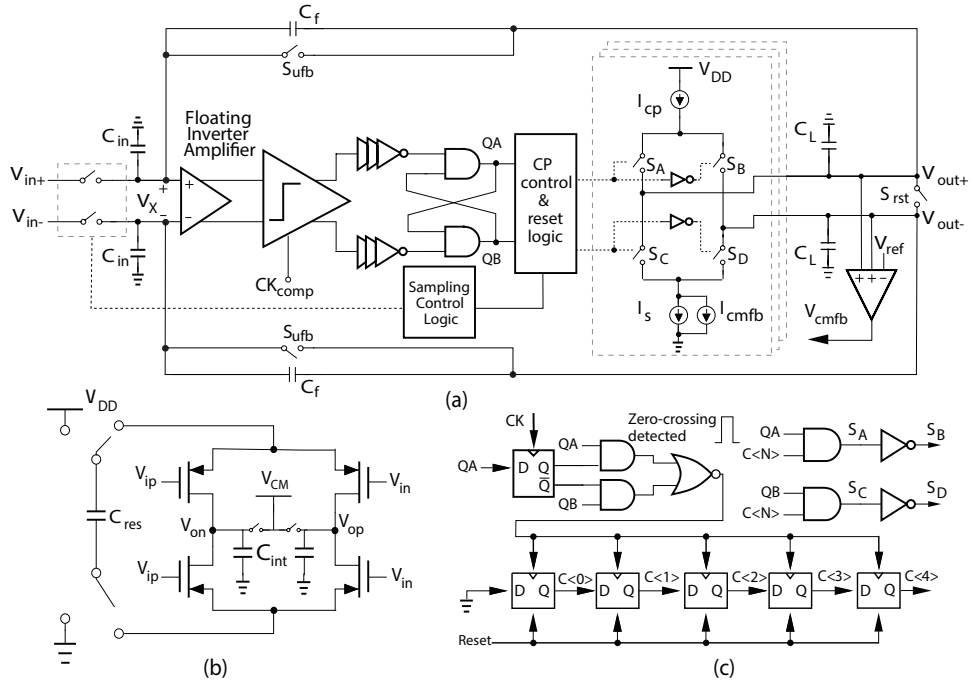 C_f
S_ufb
Floating
Inverter
Amplifier
C_in
V_in+
V_in-
+
V_X
-
C_in
+
-
CK_comp
QA
QB
Sampling
Control
Logic
CP
control
&
reset
logic
V_DD
I_cp
S_A
S_B
S_C
S_D
I_s
I_cmfb
C_L
V_out+
S_rst
V_out-
C_L
V_ref
+ + -
V_cmfb
S_ufb
C_f
(a)
V_DD
V_ip
V_in
V_CM
C_res
V_on
V_op
C_int
V_ip
V_in
(b)
CK
QA
D Q
Q̅
QA
QB
Zero-crossing
detected
QA
C<N>
S_A
S_B
QB
C<N>
S_C
S_D
D Q
C<0>
D Q
C<1>
D Q
C<2>
D Q
C<3>
D Q
C<4>
Reset
(c)